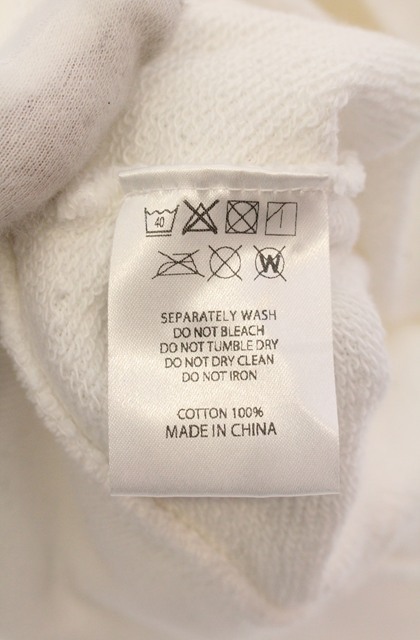 40
W
SEPARATELY WASH
DO NOT BLEACH
DO NOT TUMBLE DRY
DO NOT DRY CLEAN
DO NOT IRON
COTTON 100%
MADE IN CHINA